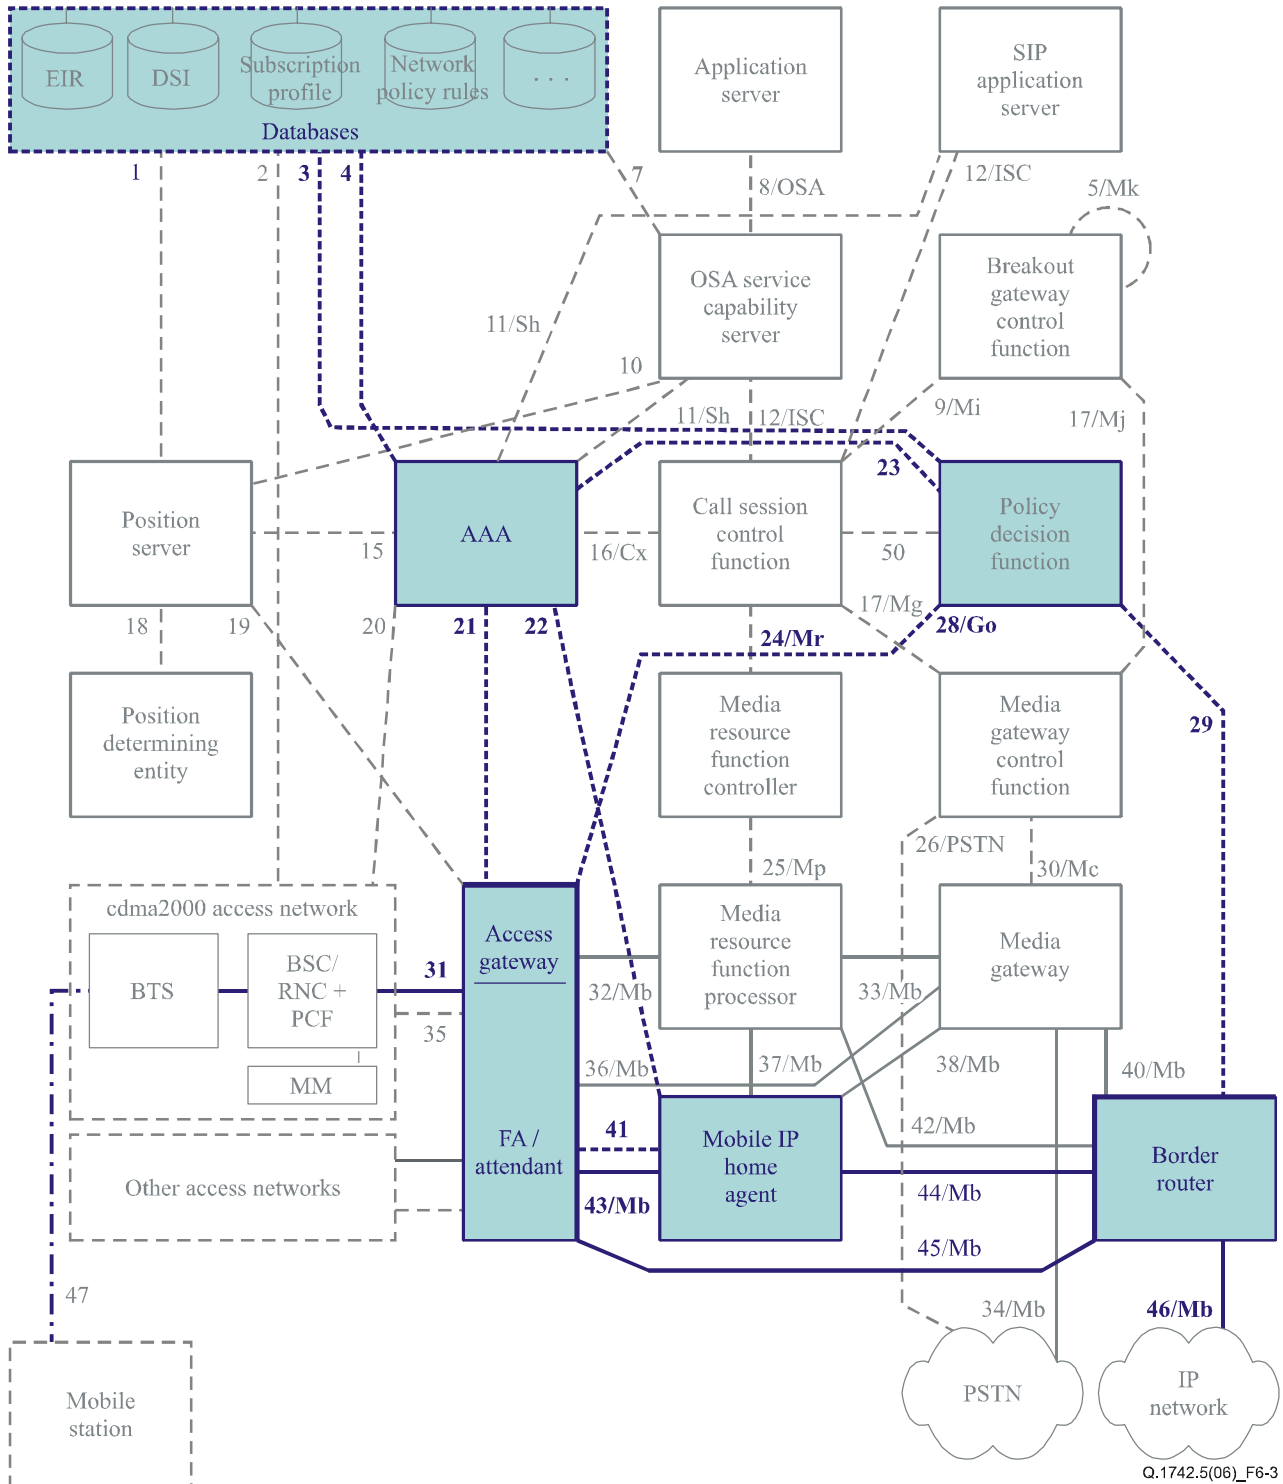 EIR
DSI
Subscription
profile
Network
policy rules
. . .
Databases
Application
server
SIP
application
server
1
2
3
4
7
8/OSA
12/ISC
5/Mk
OSA service
capability
server
Breakout
gateway
control
function
11/Sh
10
11/Sh
12/ISC
9/Mi
17/Mj
23
Position
server
15
AAA
16/Cx
Call session
control
function
50
Policy
decision
function
18
19
20
21
22
17/Mg
24/Mr
28/Go
29
Position
determining
entity
Media
resource
function
controller
Media
gateway
control
function
26/PSTN
25/Mp
30/Mc
cdma2000 access network
BTS
BSC/
RNC +
PCF
MM
31
35
Access
gateway
FA /
attendant
Media
resource
function
processor
Media
gateway
32/Mb
33/Mb
36/Mb
37/Mb
38/Mb
40/Mb
41
42/Mb
Other access networks
Mobile IP
home
agent
Border
router
43/Mb
44/Mb
45/Mb
47
34/Mb
46/Mb
Mobile
station
PSTN
IP
network
Q.1742.5(06)_F6-3